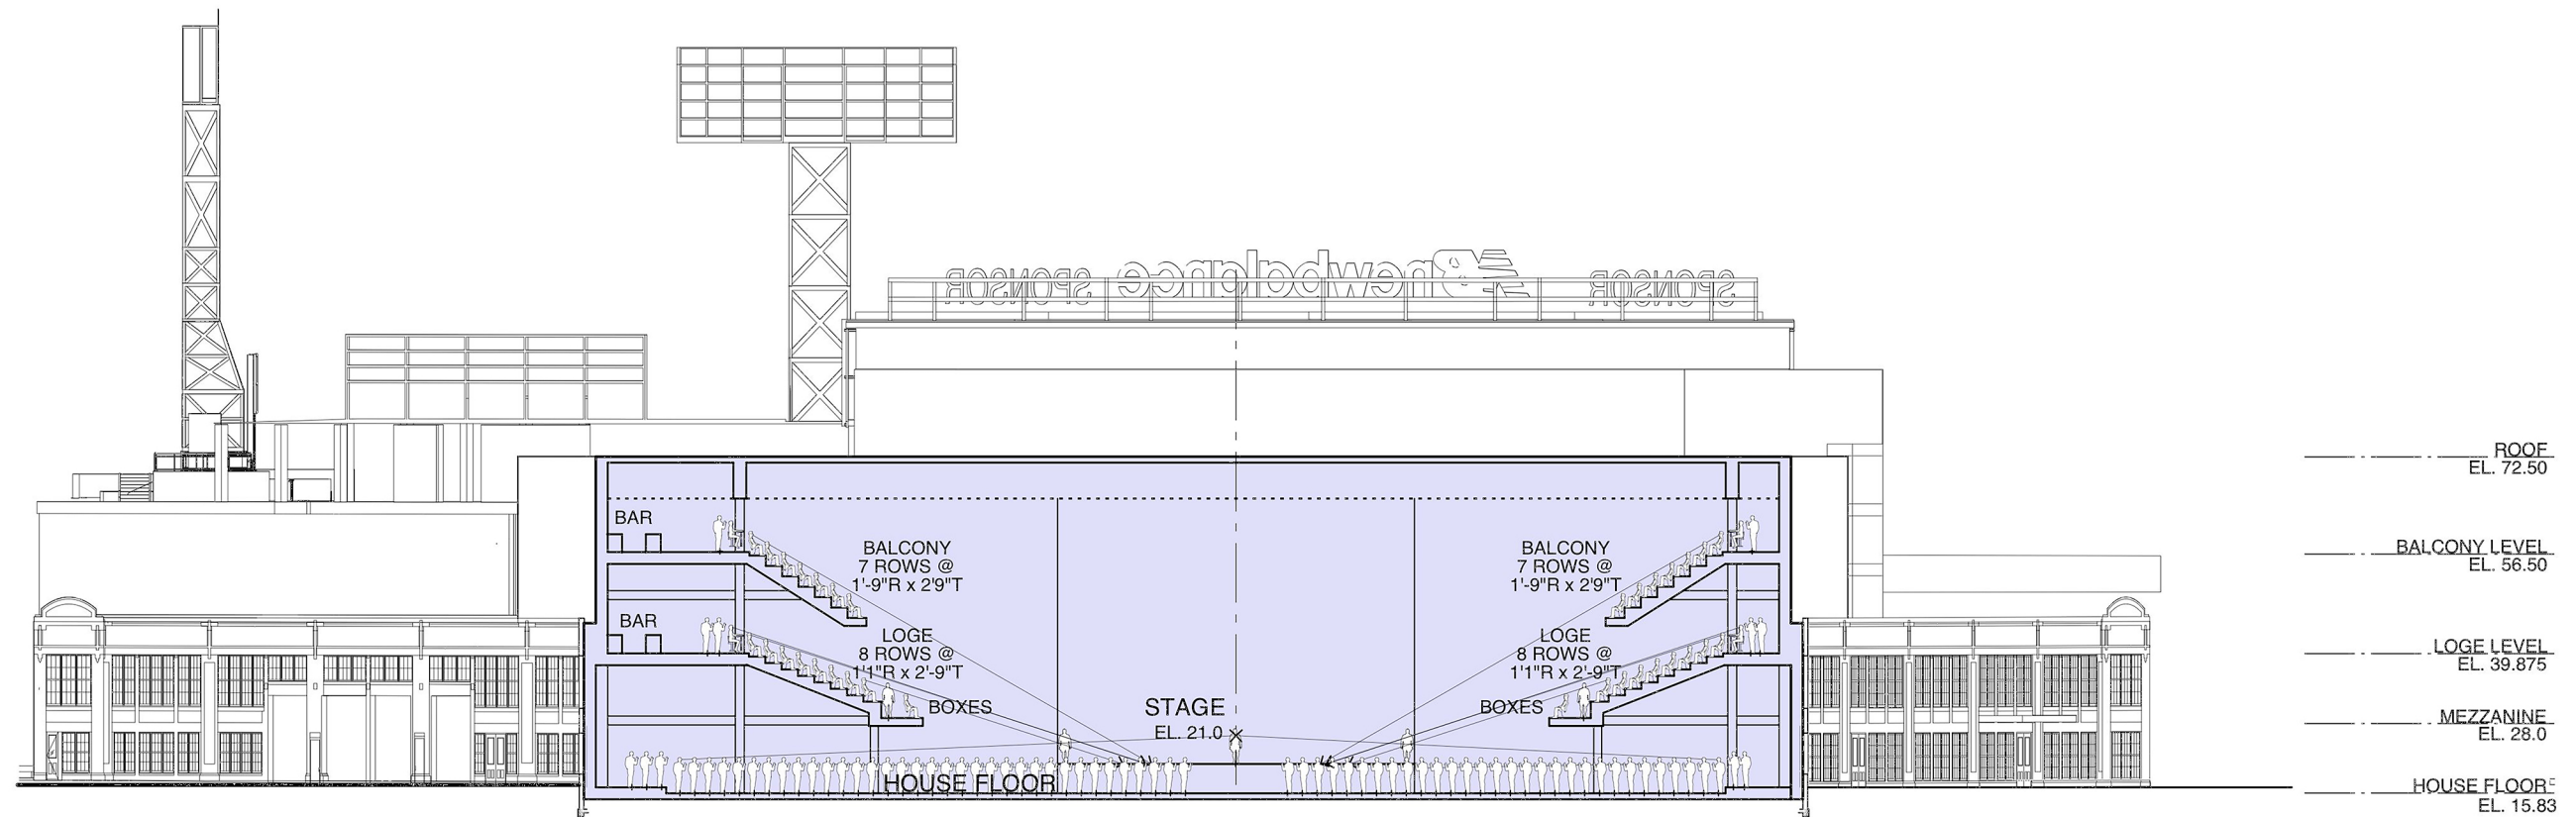 SPONSOR
newbalance
SPONSOR
ROOF
EL. 72.50
BAR
BALCONY
7 ROWS @
1'-9"R x 2'9"T
BALCONY
7 ROWS @
1'-9"R x 2'9"T
BALCONY LEVEL
EL. 56.50
BAR
LOGE
8 ROWS @
1'1"R x 2'-9"T
LOGE
8 ROWS @
1'1"R x 2'-9"T
LOGE LEVEL
EL. 39.875
BOXES
STAGE
EL. 21.0
BOXES
MEZZANINE
EL. 28.0
HOUSE FLOOR
HOUSE FLOOR
EL. 15.83